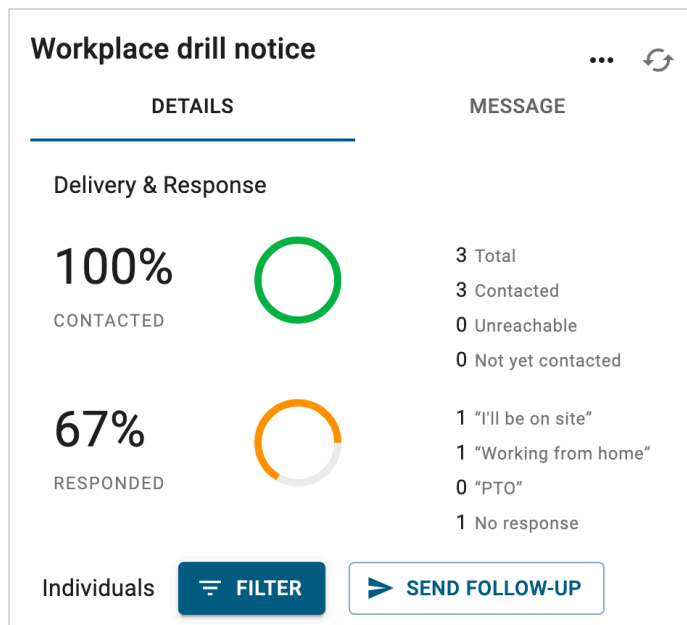 Workplace drill notice
DETAILS
MESSAGE
Delivery & Response
100%
CONTACTED
3 Total
3 Contacted
0 Unreachable
0 Not yet contacted
67%
RESPONDED
1 “I'll be on site”
1 “Working from home”
0 “PTO”
1 No response
Individuals
FILTER
SEND FOLLOW-UP